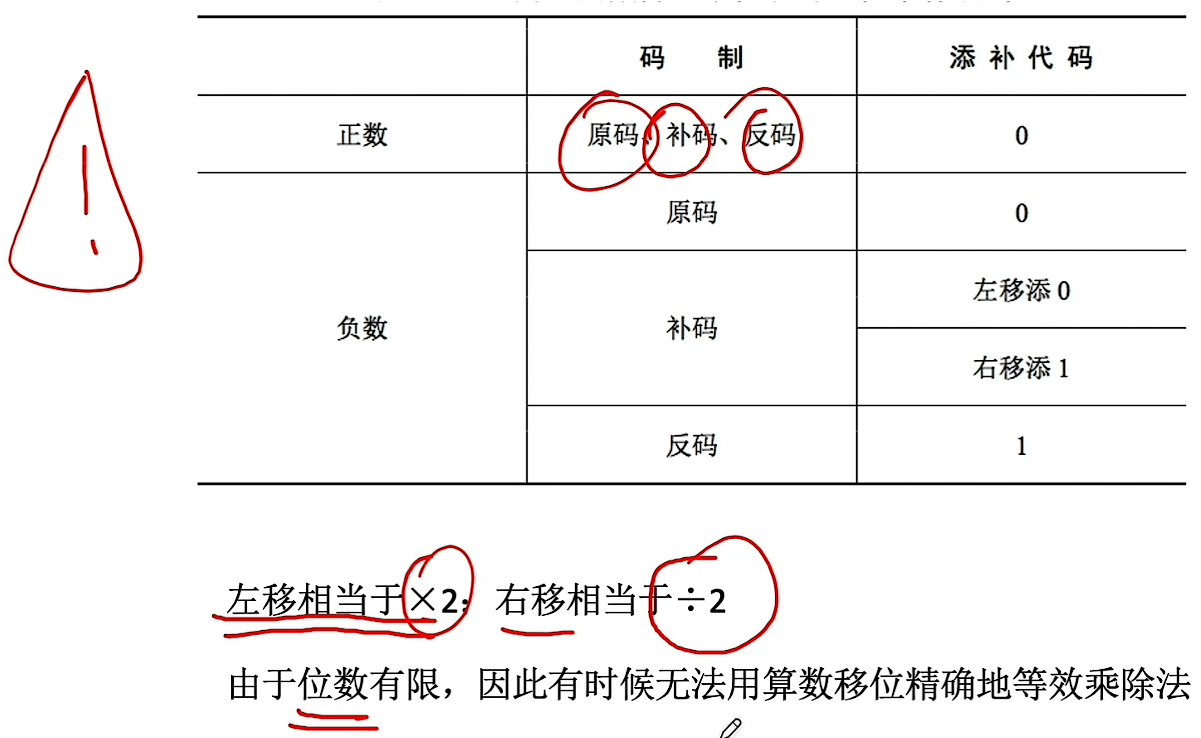 码 制 添补代码
正数 原码、补码、反码 0
原码 0
左移添 0
负数 补码
右移添 1
反码 1
左移相当于×2；右移相当于÷2
由于位数有限，因此有时候无法用算数移位精确地等效乘除法